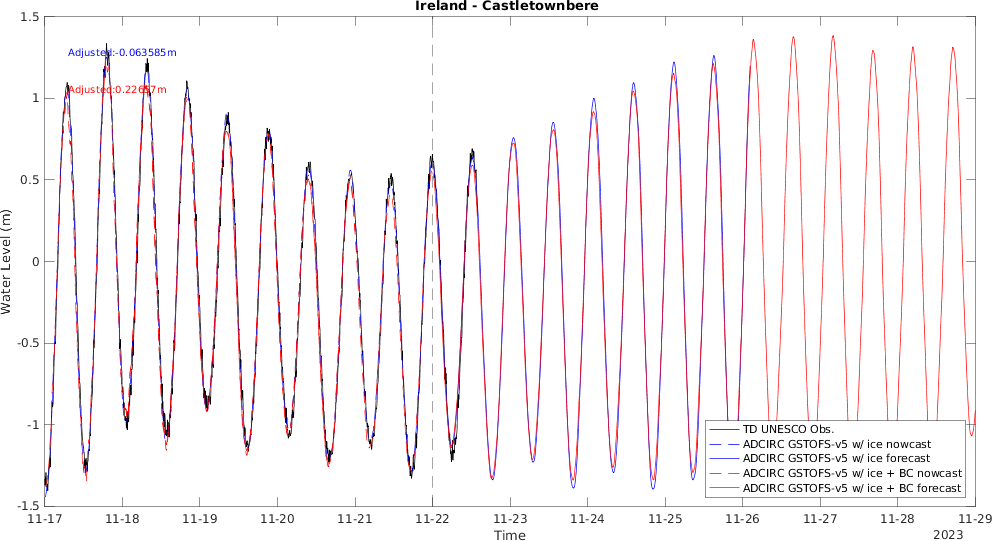 Ireland - Castletownbere
1.5
1
0.5
0
-0.5
-1
-1.5
Water Level (m)
Adjusted:-0.063585m
Adjusted:0.22657m
TD UNESCO Obs.
ADCIRC GSTOFS-v5 w/ ice nowcast
ADCIRC GSTOFS-v5 w/ ice forecast
ADCIRC GSTOFS-v5 w/ ice + BC nowcast
ADCIRC GSTOFS-v5 w/ ice + BC forecast
11-17 11-18 11-19 11-20 11-21 11-22 11-23 11-24 11-25 11-26 11-27 11-28 11-29
Time
2023